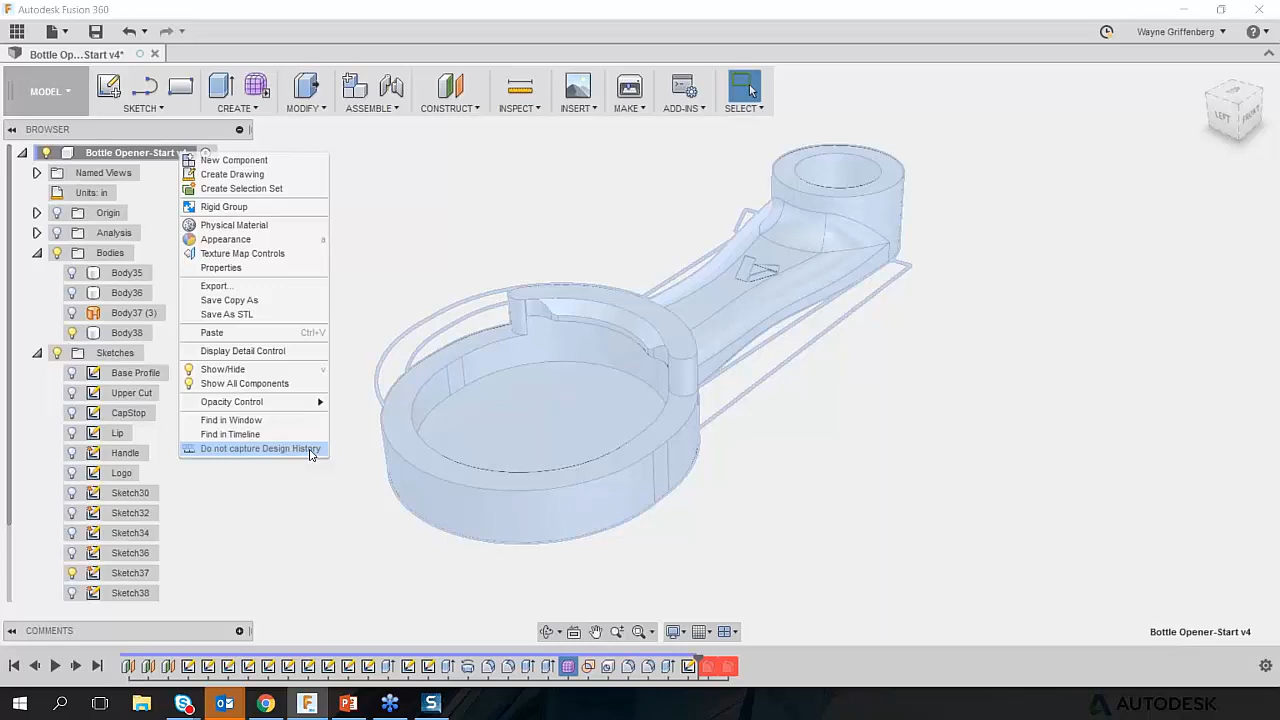 Autodesk Fusion 360
Wayne Griffenberg
Bottle Op...Start v4*
MODEL
SKETCH
CREATE
MODIFY
ASSEMBLE
CONSTRUCT
INSPECT
INSERT
MAKE
ADD-INS
SELECT
LEFT
FRONT
BROWSER
Bottle Opener-Start v4
Named Views
Units: in
Origin
Analysis
Bodies
Body35
Body36
Body37 (3)
Body38
Sketches
Base Profile
Upper Cut
CapStop
Lip
Handle
Logo
Sketch30
Sketch32
Sketch34
Sketch36
Sketch37
Sketch38
New Component
Create Drawing
Create Selection Set
Rigid Group
Physical Material
Appearance a
Texture Map Controls
Properties
Export...
Save Copy As
Save As STL
Paste Ctrl+V
Display Detail Control
Show/Hide v
Show All Components
Opacity Control
Find in Window
Find in Timeline
Do not capture Design History
COMMENTS
Bottle Opener-Start v4
AUTODESK